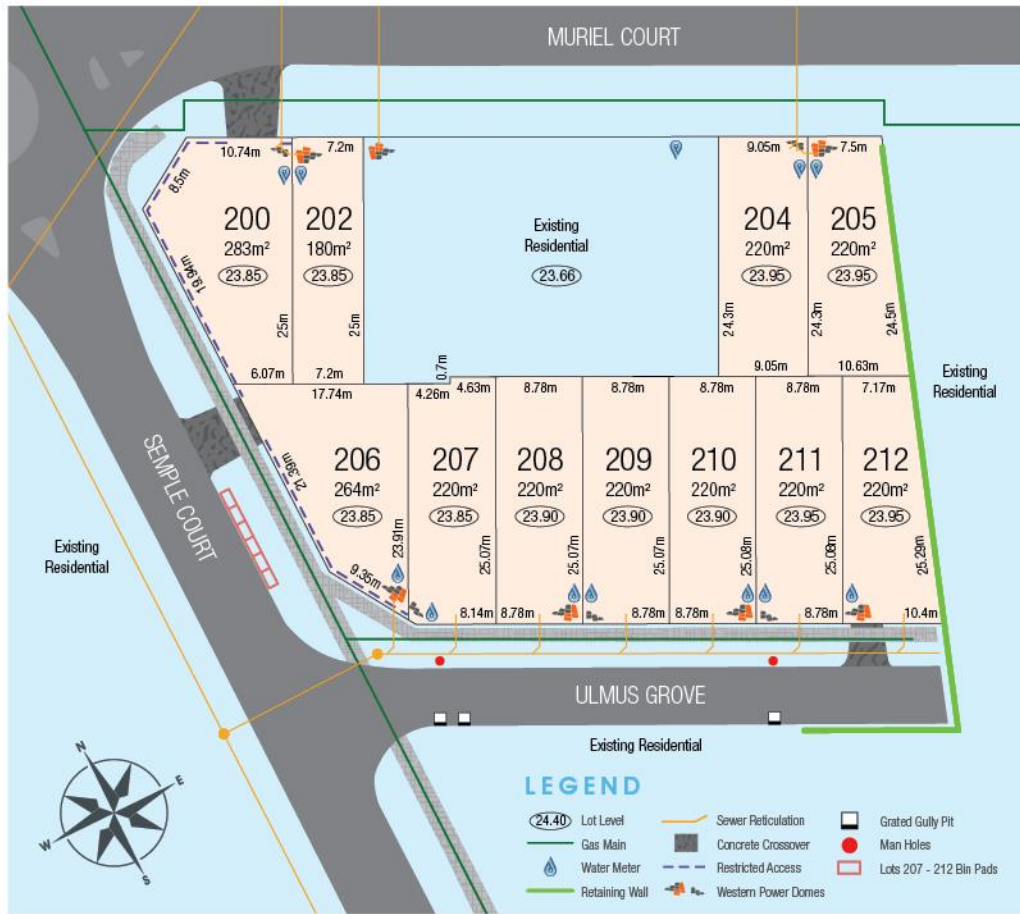 MURIEL COURT
10.74m
7.2m
9.05m
7.5m
8.5m
200
283m²
23.85
202
180m²
23.85
Existing
Residential
23.66
204
220m²
23.95
205
220m²
23.95
19.94m
25m
25m
24.3m
24.3m
24.5m
6.07m
7.2m
0.7m
9.05m
10.63m
Existing
Residential
17.74m
4.26m
4.63m
8.78m
8.78m
8.78m
8.78m
7.17m
SEMPLE COURT
21.39m
206
264m²
23.85
207
220m²
23.85
208
220m²
23.90
209
220m²
23.90
210
220m²
23.90
211
220m²
23.95
212
220m²
23.95
23.91m
25.07m
25.07m
25.07m
25.08m
25.08m
25.29m
Existing
Residential
9.35m
8.14m
8.78m
8.78m
8.78m
8.78m
10.4m
ULMUS GROVE
Existing Residential
N
E
W
S
LEGEND
24.40 Lot Level
Gas Main
Water Meter
Retaining Wall
Sewer Reticulation
Concrete Crossover
Restricted Access
Western Power Domes
Grated Gully Pit
Man Holes
Lots 207 - 212 Bin Pads